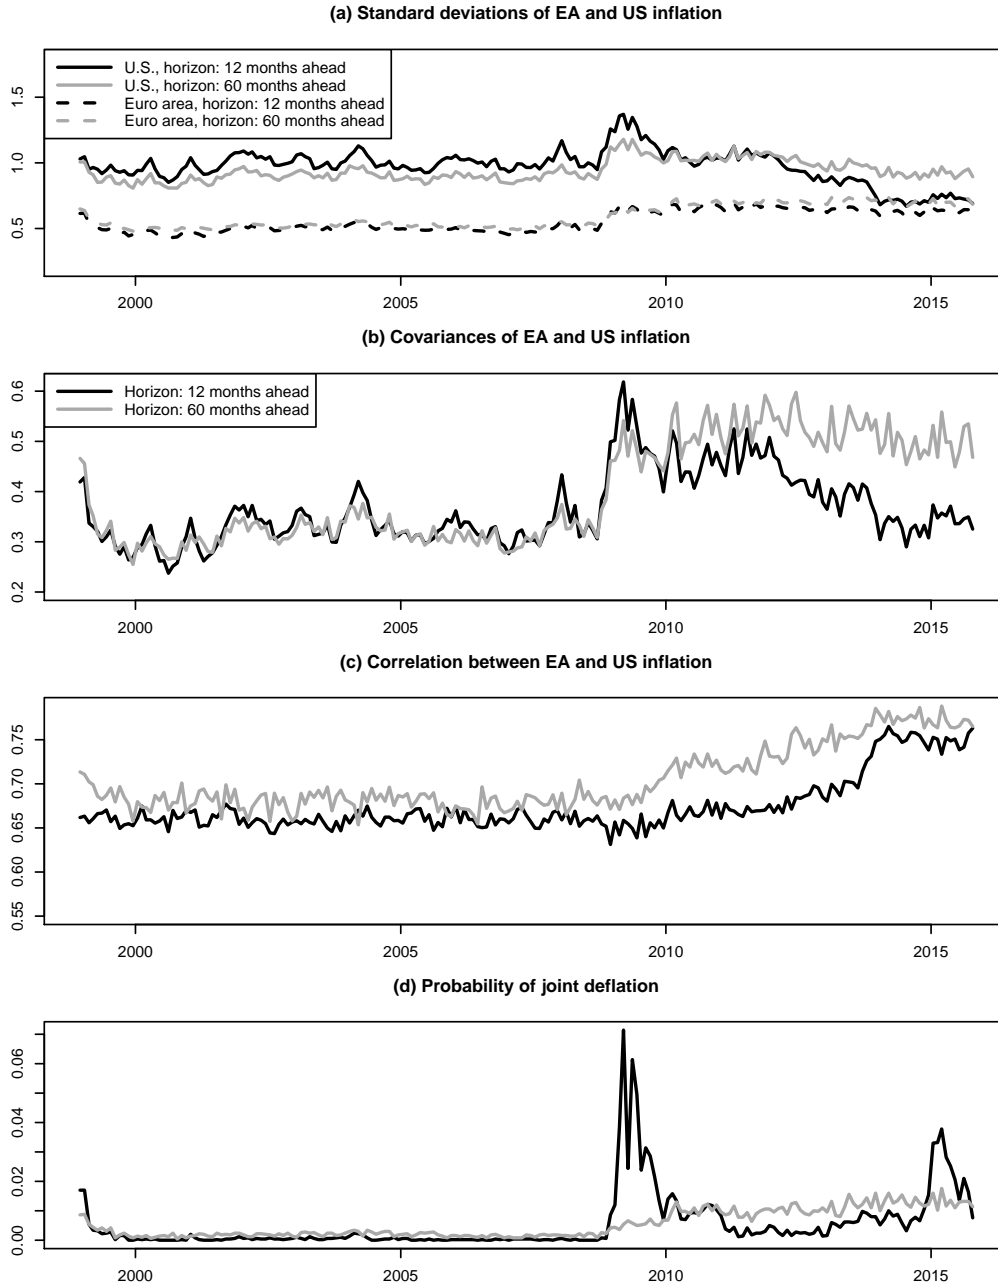 (a) Standard deviations of EA and US inflation
U.S., horizon: 12 months ahead
U.S., horizon: 60 months ahead
Euro area, horizon: 12 months ahead
Euro area, horizon: 60 months ahead
1.5
1.0
0.5
2000 2005 2010 2015
(b) Covariances of EA and US inflation
Horizon: 12 months ahead
Horizon: 60 months ahead
0.6
0.5
0.4
0.3
0.2
2000 2005 2010 2015
(c) Correlation between EA and US inflation
0.75
0.70
0.65
0.60
0.55
2000 2005 2010 2015
(d) Probability of joint deflation
0.06
0.04
0.02
0.00
2000 2005 2010 2015